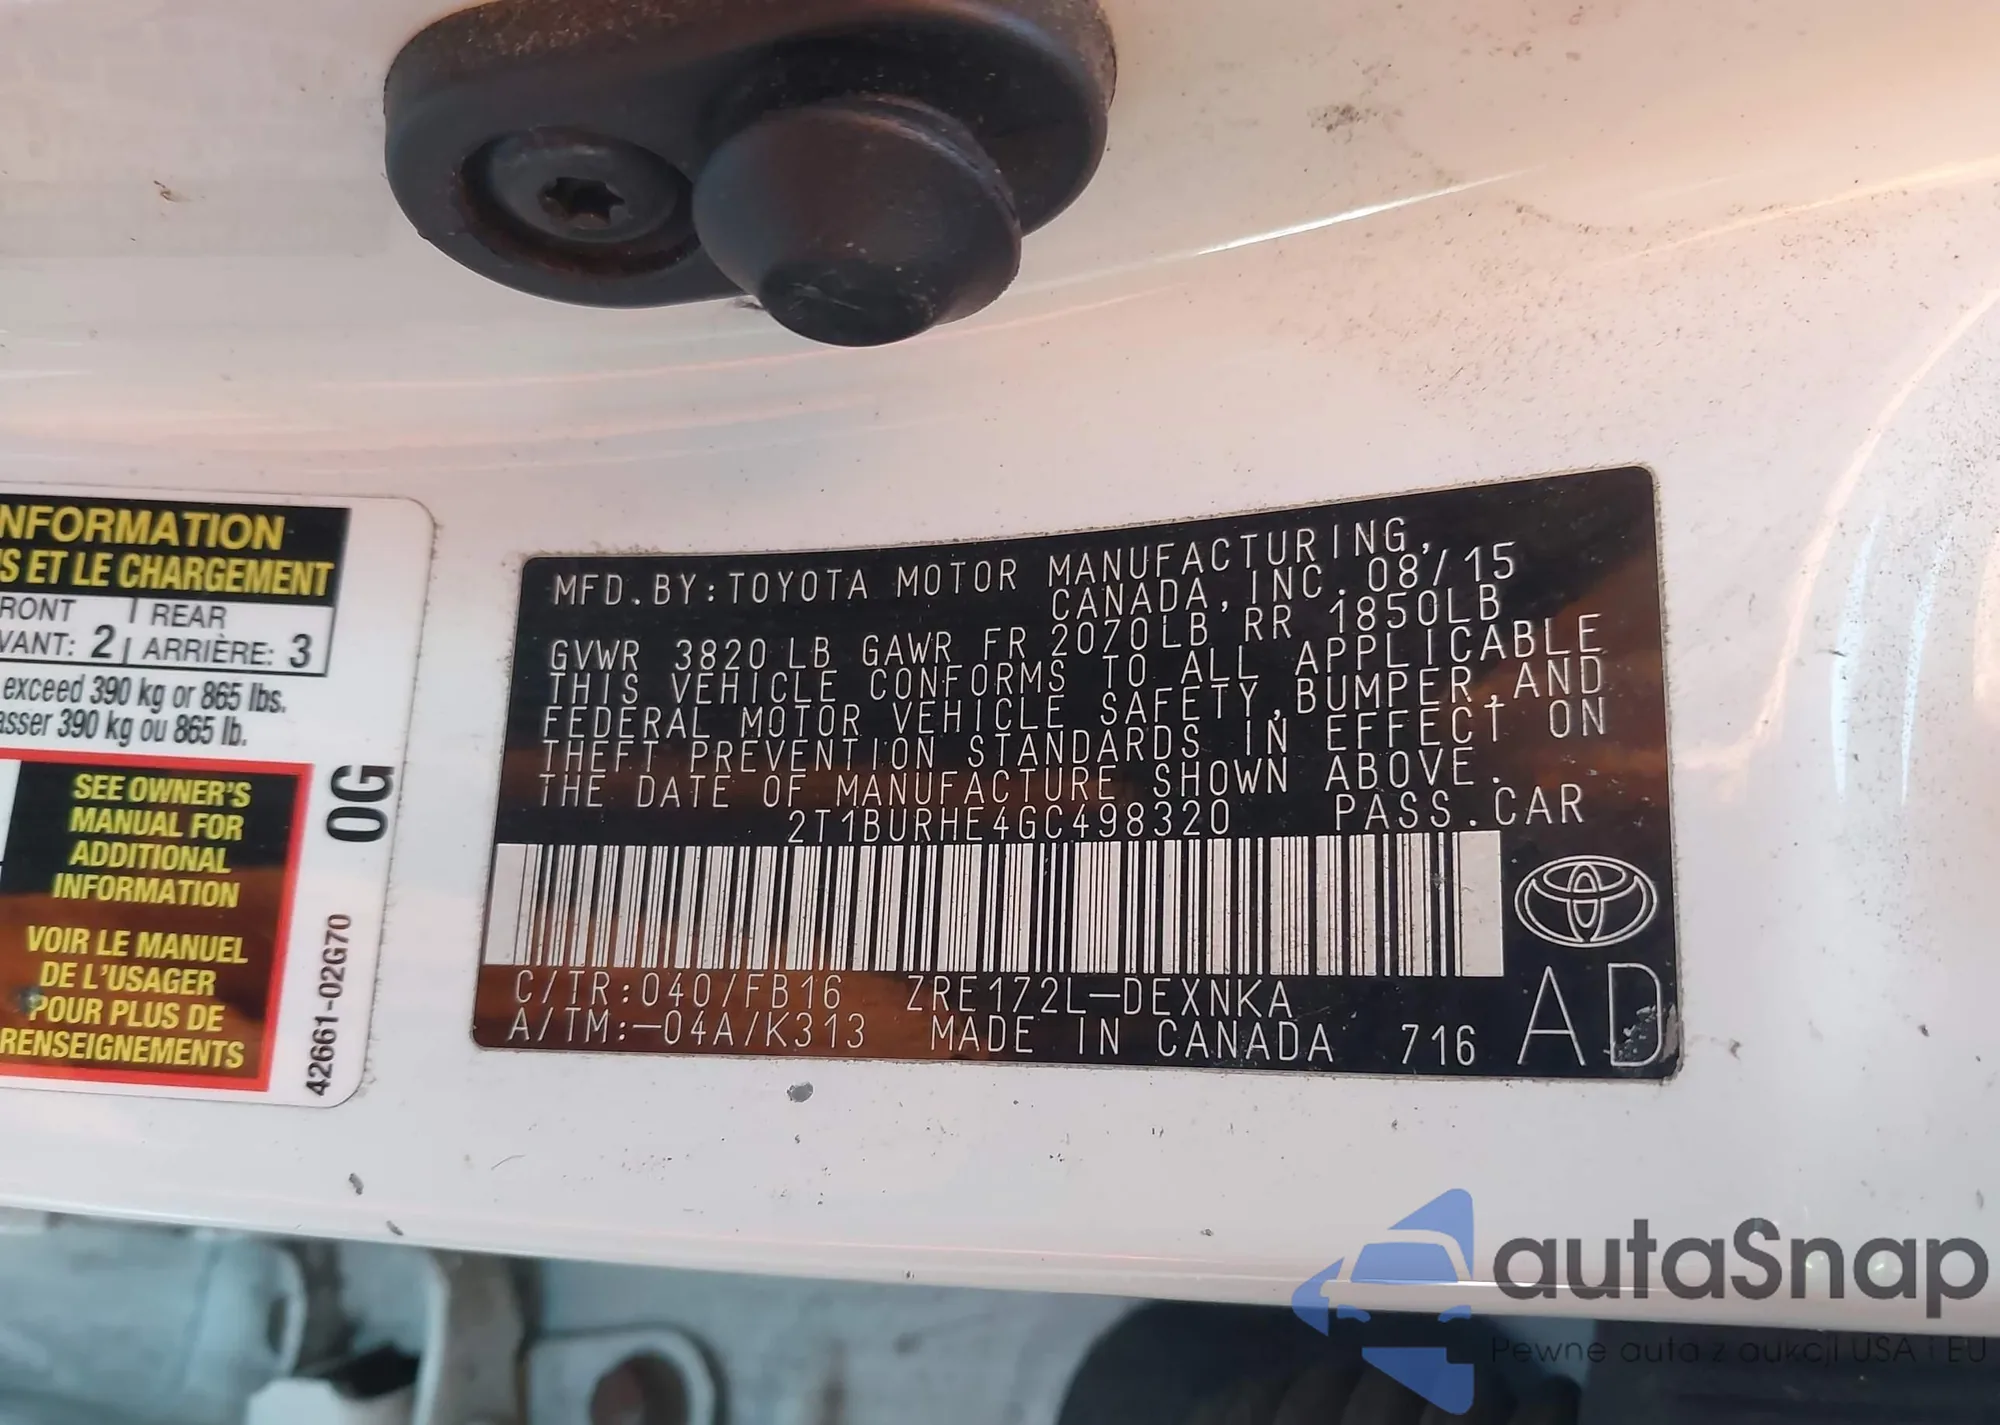 NFORMATION
S ET LE CHARGEMENT
RONT | REAR
VANT: 2 | ARRIÈRE: 3
exceed 390 kg or 865 lbs.
asser 390 kg ou 865 lb.
SEE OWNER'S
MANUAL FOR
ADDITIONAL
INFORMATION
VOIR LE MANUEL
DE L'USAGER
POUR PLUS DE
RENSEIGNEMENTS
0G
42661-02G70
MFD.BY:TOYOTA MOTOR MANUFACTURING,
CANADA,INC. 08/15
GVWR 3820 LB GAWR FR 2070LB RR 1850LB
THIS VEHICLE CONFORMS TO ALL APPLICABLE
FEDERAL MOTOR VEHICLE SAFETY,BUMPER,AND
THEFT PREVENTION STANDARDS IN EFFECT ON
THE DATE OF MANUFACTURE SHOWN ABOVE.
2T1BURHE4GC498320 PASS.CAR
C/TR:040/FB16 ZRE172L-DEXNKA
A/TM:-04A/K313 MADE IN CANADA 716
AD
autaSnap
Pewne auta z aukcji USA i EU